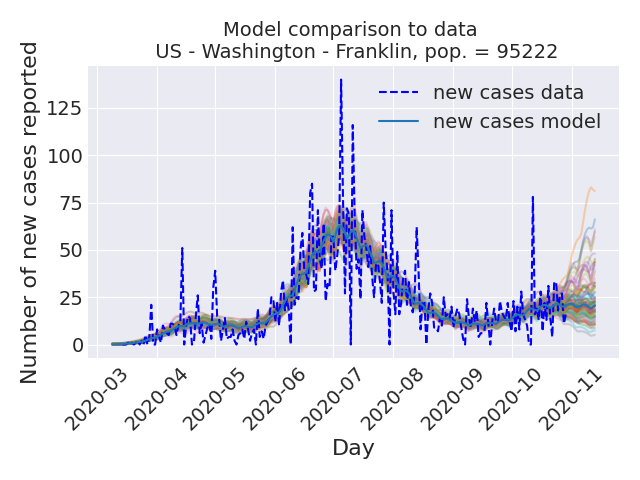 Model comparison to data
US - Washington - Franklin, pop. = 95222
Number of new cases reported
125
100
75
50
25
0
new cases data
new cases model
2020-03
2020-04
2020-05
2020-06
2020-07
2020-08
2020-09
2020-10
2020-11
Day